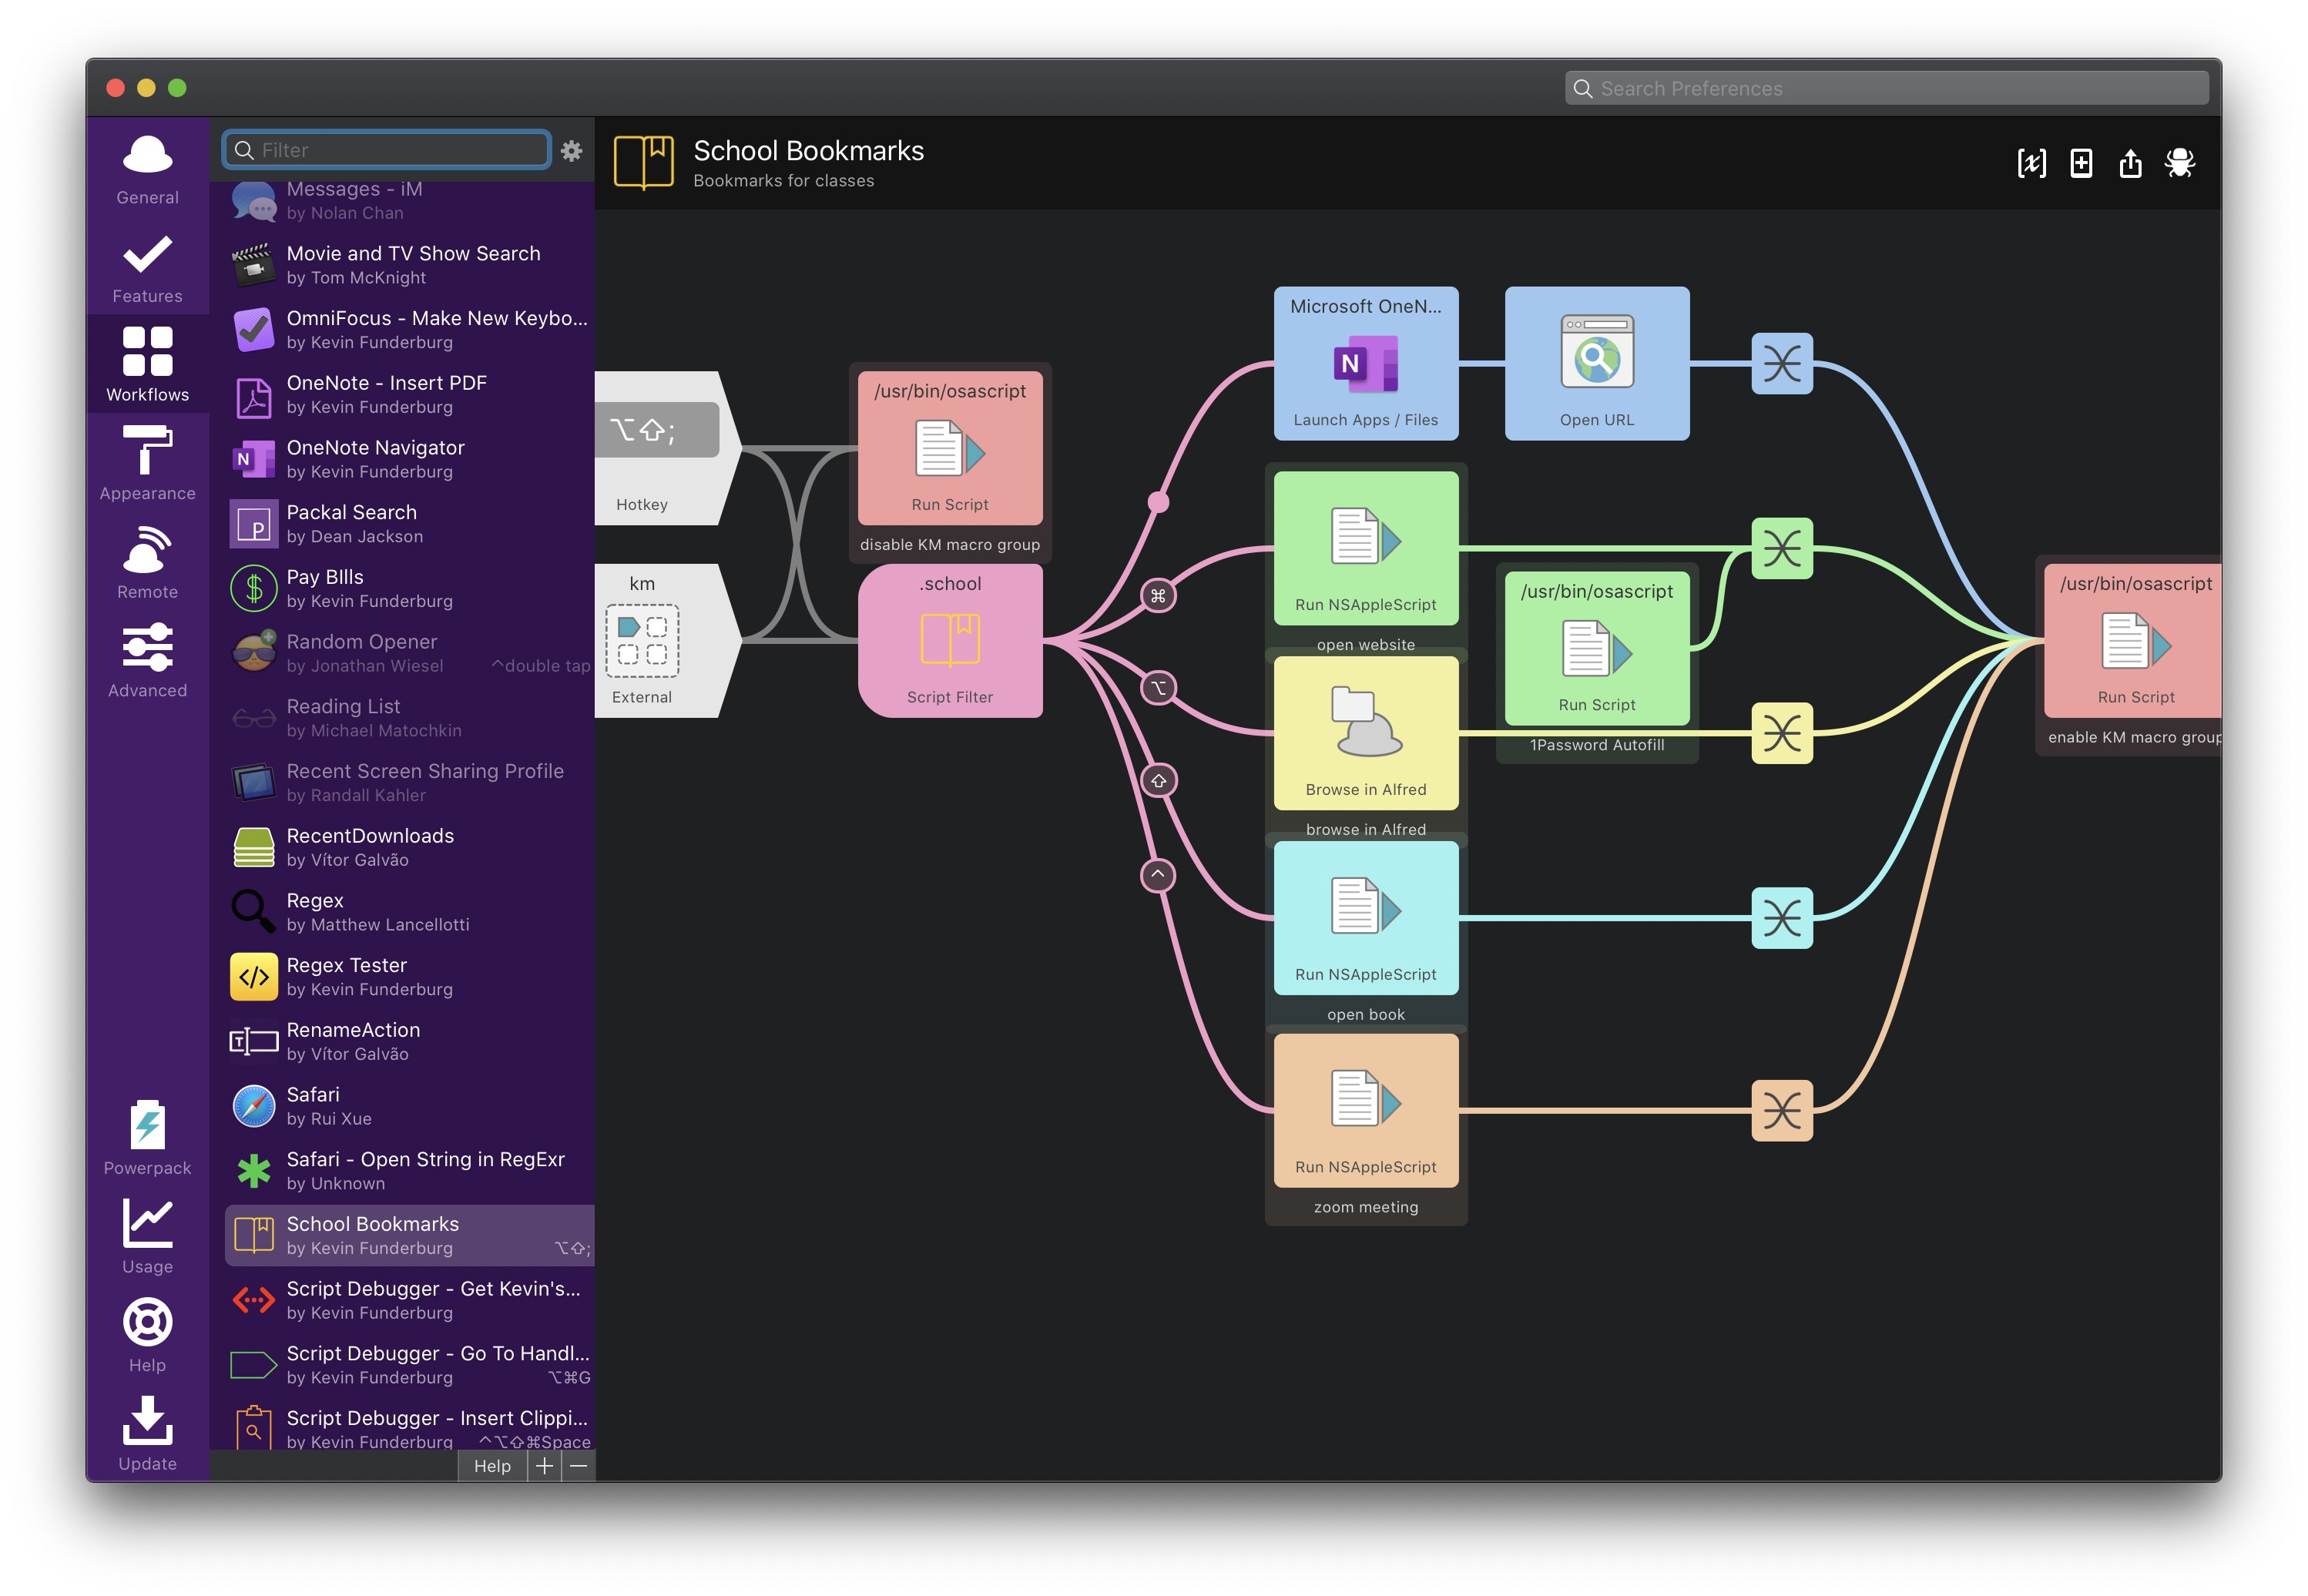 Search Preferences
General
Features
Workflows
Appearance
Remote
Advanced
Powerpack
Usage
Help
Update
Filter
Messages - iM
by Nolan Chan
Movie and TV Show Search
by Tom McKnight
OmniFocus - Make New Keybo...
by Kevin Funderburg
OneNote - Insert PDF
by Kevin Funderburg
OneNote Navigator
by Kevin Funderburg
Packal Search
by Dean Jackson
Pay BIlls
by Kevin Funderburg
Random Opener
by Jonathan Wiesel ^double tap
Reading List
by Michael Matochkin
Recent Screen Sharing Profile
by Randall Kahler
RecentDownloads
by Vítor Galvão
Regex
by Matthew Lancellotti
Regex Tester
by Kevin Funderburg
RenameAction
by Vítor Galvão
Safari
by Rui Xue
Safari - Open String in RegExr
by Unknown
School Bookmarks
by Kevin Funderburg ⌥⇧;
Script Debugger - Get Kevin's...
by Kevin Funderburg
Script Debugger - Go To Handl...
by Kevin Funderburg ⌥⌘G
Script Debugger - Insert Clippi...
by Kevin Funderburg ^⌥⇧⌘Space
Help + −
School Bookmarks
Bookmarks for classes
⌥⇧;
Hotkey
km
External
/usr/bin/osascript
Run Script
disable KM macro group
.school
Script Filter
⌘
⌥
⇧
^
Microsoft OneN...
N
Launch Apps / Files
Open URL
Run NSAppleScript
open website
/usr/bin/osascript
Run Script
1Password Autofill
Browse in Alfred
browse in Alfred
Run NSAppleScript
open book
Run NSAppleScript
zoom meeting
/usr/bin/osascript
Run Script
enable KM macro group